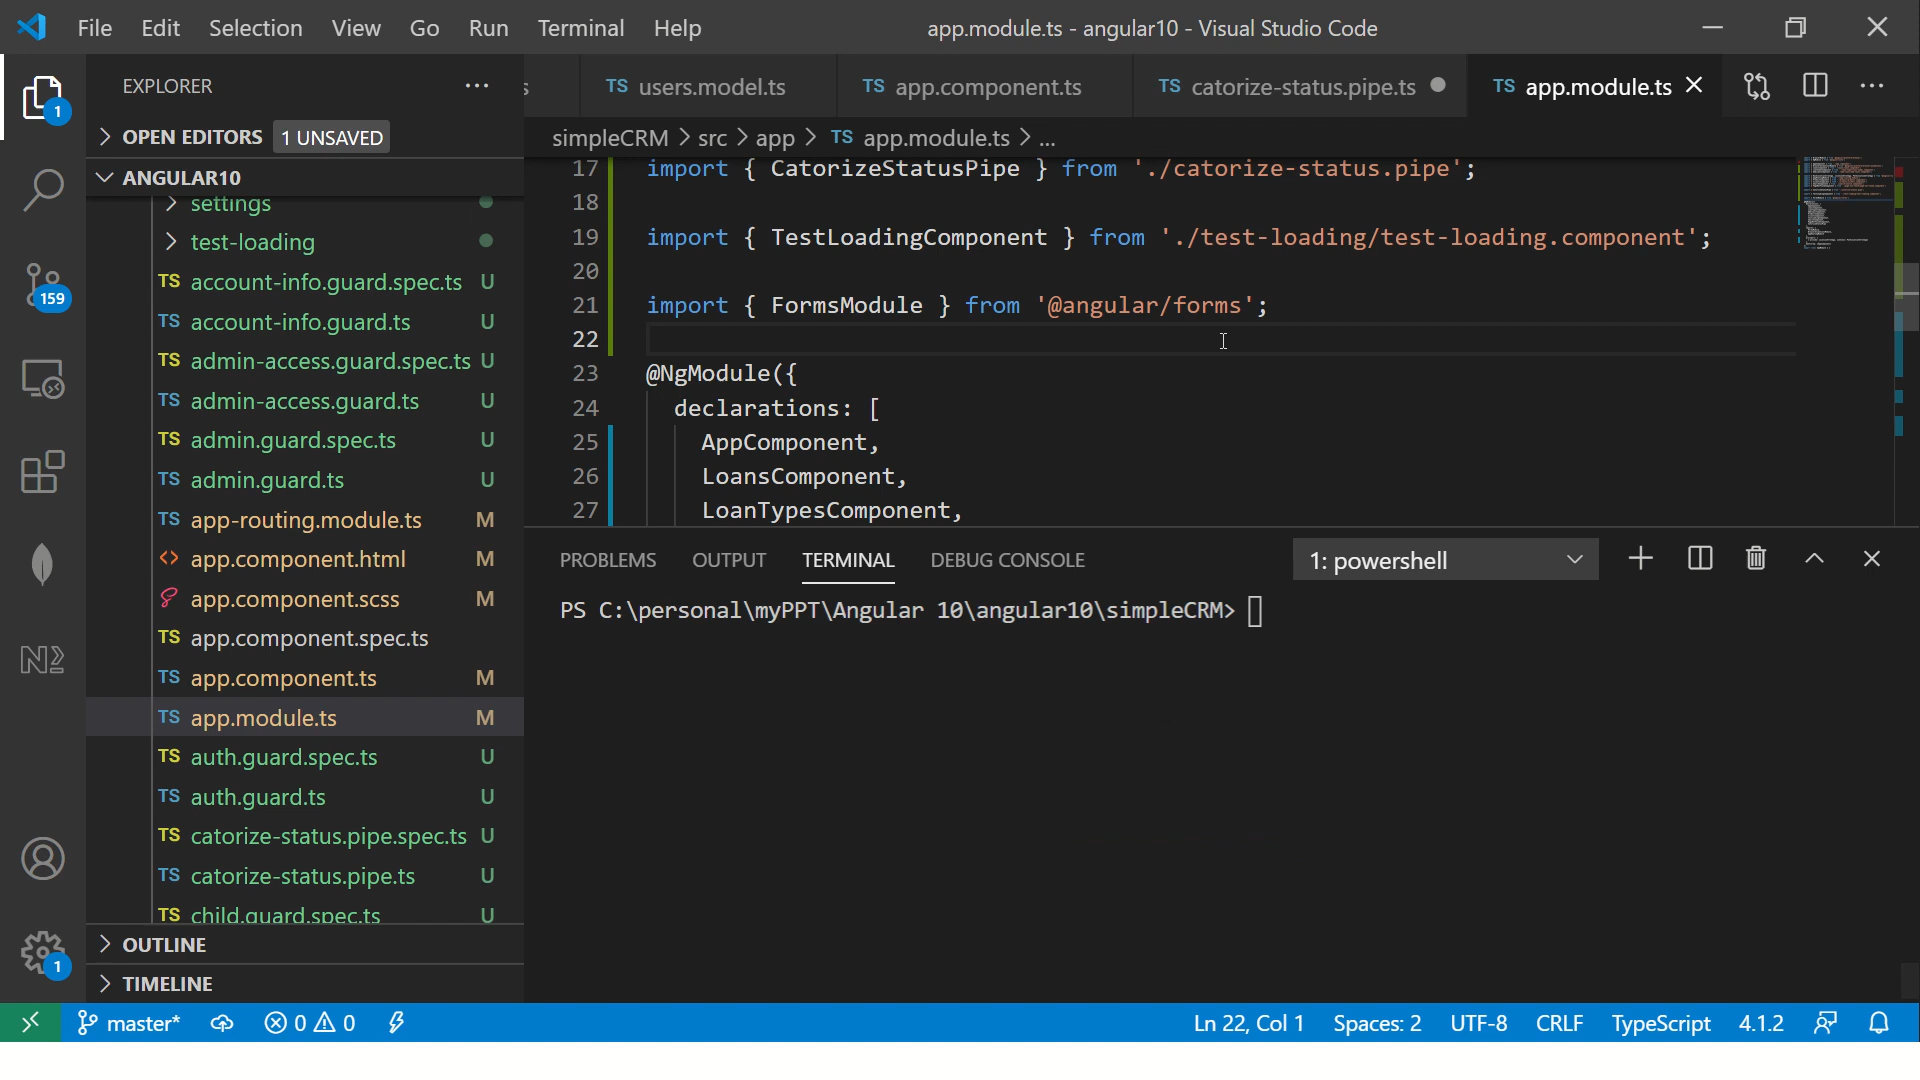 File Edit Selection View Go Run Terminal Help
app.module.ts - angular10 - Visual Studio Code
EXPLORER
TS users.model.ts
TS app.component.ts
TS catorize-status.pipe.ts
TS app.module.ts
1
OPEN EDITORS 1 UNSAVED
simpleCRM > src > app > TS app.module.ts > ...
ANGULAR10
settings
test-loading
TS account-info.guard.spec.ts U
TS account-info.guard.ts U
TS admin-access.guard.spec.ts U
TS admin-access.guard.ts U
TS admin.guard.spec.ts U
TS admin.guard.ts U
TS app-routing.module.ts M
<> app.component.html M
app.component.scss M
TS app.component.spec.ts
TS app.component.ts M
TS app.module.ts M
TS auth.guard.spec.ts U
TS auth.guard.ts U
TS catorize-status.pipe.spec.ts U
TS catorize-status.pipe.ts U
TS child.guard.spec.ts U
OUTLINE
TIMELINE
159
1
17 import { CatorizeStatusPipe } from './catorize-status.pipe';
18
19 import { TestLoadingComponent } from './test-loading/test-loading.component';
20
21 import { FormsModule } from '@angular/forms';
22
23 @NgModule({
24 declarations: [
25 AppComponent,
26 LoansComponent,
27 LoanTypesComponent,
PROBLEMS OUTPUT TERMINAL DEBUG CONSOLE
1: powershell
PS C:\personal\myPPT\Angular 10\angular10\simpleCRM>
master* 0 0
Ln 22, Col 1 Spaces: 2 UTF-8 CRLF TypeScript 4.1.2